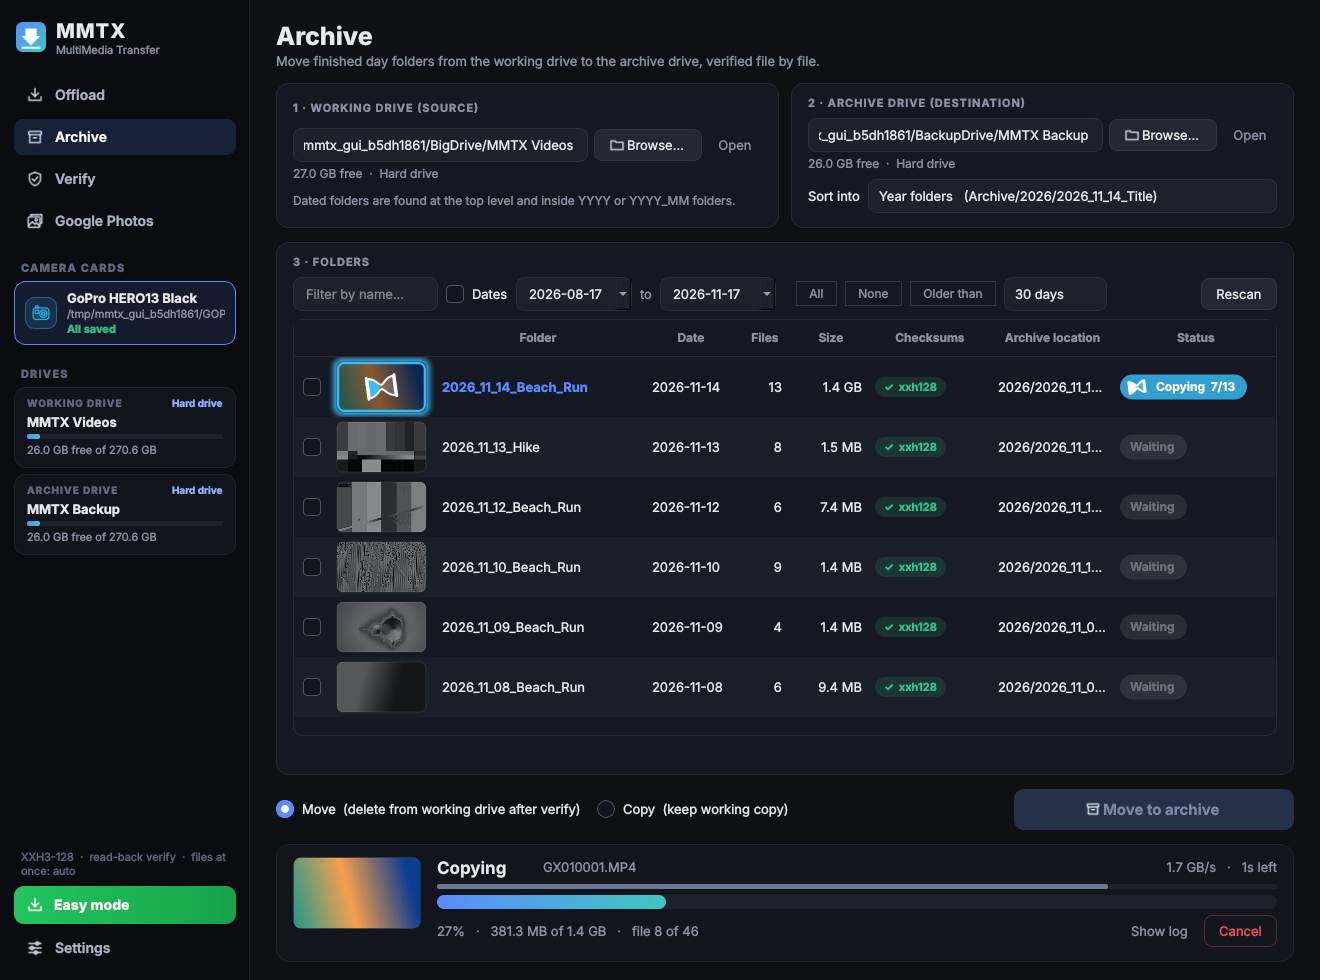 MMTX
MultiMedia Transfer
Offload
Archive
Verify
Google Photos
CAMERA CARDS
GoPro HERO13 Black
/tmp/mmtx_gui_b5dh1861/GOP
All saved
DRIVES
WORKING DRIVE Hard drive
MMTX Videos
26.0 GB free of 270.6 GB
ARCHIVE DRIVE Hard drive
MMTX Backup
26.0 GB free of 270.6 GB
XXH3-128 · read-back verify · files at
once: auto
Easy mode
Settings
Archive
Move finished day folders from the working drive to the archive drive, verified file by file.
1 · WORKING DRIVE (SOURCE)
mmtx_gui_b5dh1861/BigDrive/MMTX Videos Browse... Open
27.0 GB free · Hard drive
Dated folders are found at the top level and inside YYYY or YYYY_MM folders.
2 · ARCHIVE DRIVE (DESTINATION)
_gui_b5dh1861/BackupDrive/MMTX Backup Browse... Open
26.0 GB free · Hard drive
Sort into Year folders (Archive/2026/2026_11_14_Title)
3 · FOLDERS
Filter by name... Dates 2026-08-17 to 2026-11-17 All None Older than 30 days Rescan
Folder Date Files Size Checksums Archive location Status
2026_11_14_Beach_Run 2026-11-14 13 1.4 GB ✓ xxh128 2026/2026_11_1... Copying 7/13
2026_11_13_Hike 2026-11-13 8 1.5 MB ✓ xxh128 2026/2026_11_1... Waiting
2026_11_12_Beach_Run 2026-11-12 6 7.4 MB ✓ xxh128 2026/2026_11_1... Waiting
2026_11_10_Beach_Run 2026-11-10 9 1.4 MB ✓ xxh128 2026/2026_11_1... Waiting
2026_11_09_Beach_Run 2026-11-09 4 1.4 MB ✓ xxh128 2026/2026_11_0... Waiting
2026_11_08_Beach_Run 2026-11-08 6 9.4 MB ✓ xxh128 2026/2026_11_0... Waiting
Move (delete from working drive after verify) Copy (keep working copy) Move to archive
Copying GX010001.MP4 1.7 GB/s · 1s left
27% · 381.3 MB of 1.4 GB · file 8 of 46 Show log Cancel